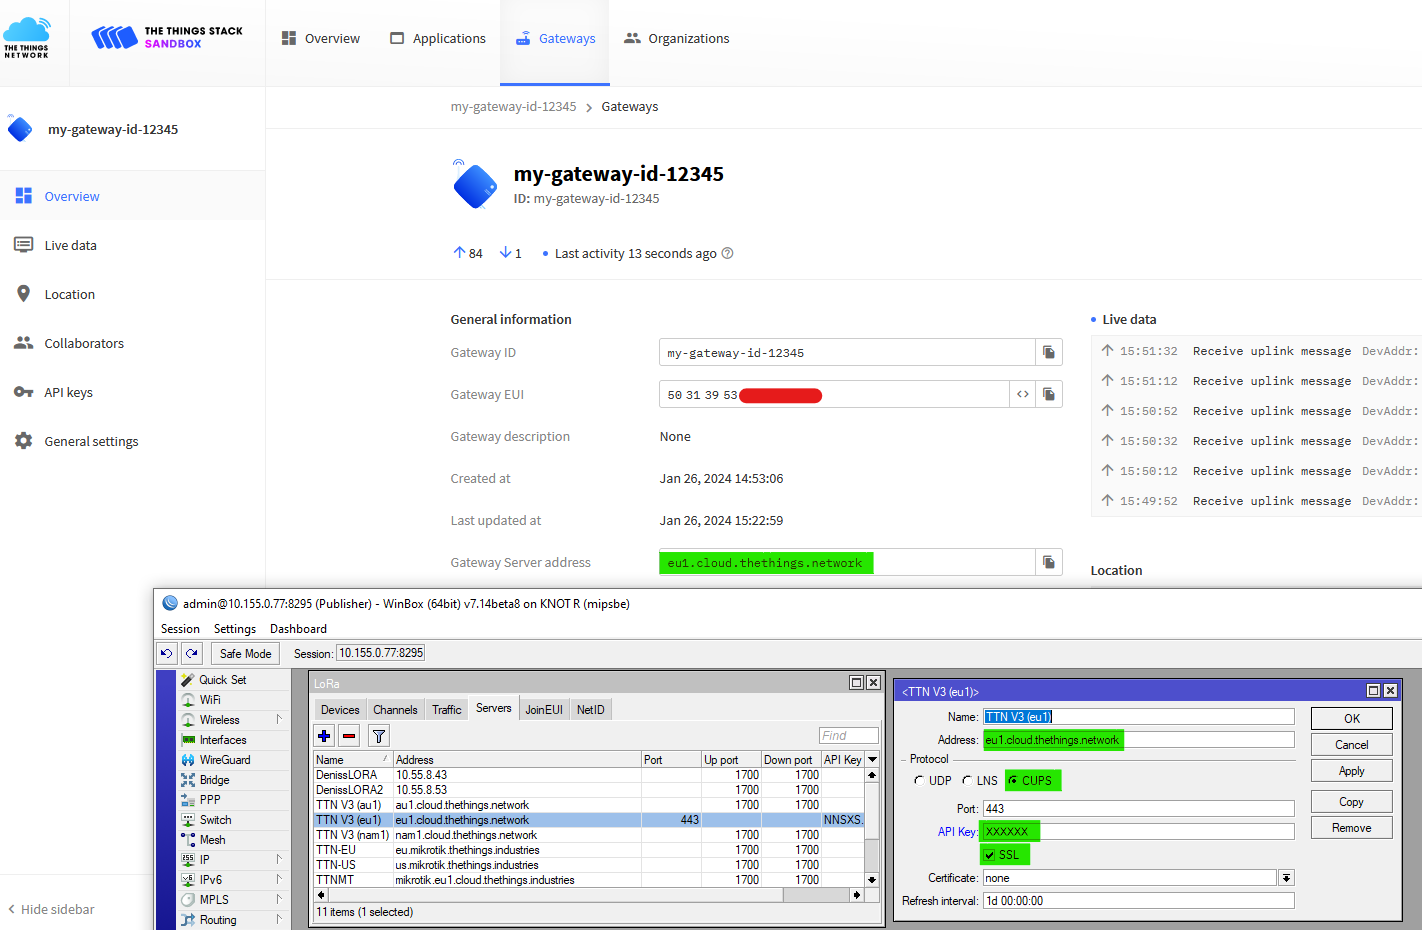 THE THINGS
NETWORK
THE THINGS STACK
SANDBOX
Overview
Applications
Gateways
Organizations
my-gateway-id-12345
Overview
Live data
Location
Collaborators
API keys
General settings
Hide sidebar
my-gateway-id-12345 > Gateways
my-gateway-id-12345
ID: my-gateway-id-12345
84 1 Last activity 13 seconds ago
General information
Gateway ID my-gateway-id-12345
Gateway EUI 50 31 39 53
Gateway description None
Created at Jan 26, 2024 14:53:06
Last updated at Jan 26, 2024 15:22:59
Gateway Server address eu1.cloud.thethings.network
Live data
15:51:32 Receive uplink message DevAddr:
15:51:12 Receive uplink message DevAddr:
15:50:52 Receive uplink message DevAddr:
15:50:32 Receive uplink message DevAddr:
15:50:12 Receive uplink message DevAddr:
15:49:52 Receive uplink message DevAddr:
Location
admin@10.155.0.77:8295 (Publisher) - WinBox (64bit) v7.14beta8 on KNOT R (mipsbe)
Session Settings Dashboard
Safe Mode Session: 10.155.0.77:8295
Quick Set
WiFi
Wireless
Interfaces
WireGuard
Bridge
PPP
Switch
Mesh
IP
IPv6
MPLS
Routing
LoRa
Devices Channels Traffic Servers JoinEUI NetID
Find
Name Address Port Up port Down port API Key
DenissLORA 10.55.8.43 1700 1700
DenissLORA2 10.55.8.53 1700 1700
TTN V3 (au1) au1.cloud.thethings.network 1700 1700
TTN V3 (eu1) eu1.cloud.thethings.network 443 NNSXS.
TTN V3 (nam1) nam1.cloud.thethings.network 1700 1700
TTN-EU eu.mikrotik.thethings.industries 1700 1700
TTN-US us.mikrotik.thethings.industries 1700 1700
TTNMT mikrotik.eu1.cloud.thethings.industries 1700 1700
11 items (1 selected)
<TTN V3 (eu1)>
Name: TTN V3 (eu1)
Address: eu1.cloud.thethings.network
Protocol
UDP LNS CUPS
Port: 443
API Key: XXXXXX
SSL
Certificate: none
Refresh interval: 1d 00:00:00
OK
Cancel
Apply
Copy
Remove